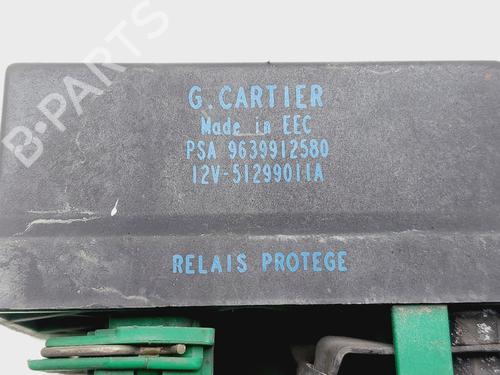 G. CARTIER
Made in EEC
PSA 9639912580
12V-51299011A
RELAIS PROTEGE
B-PARTS